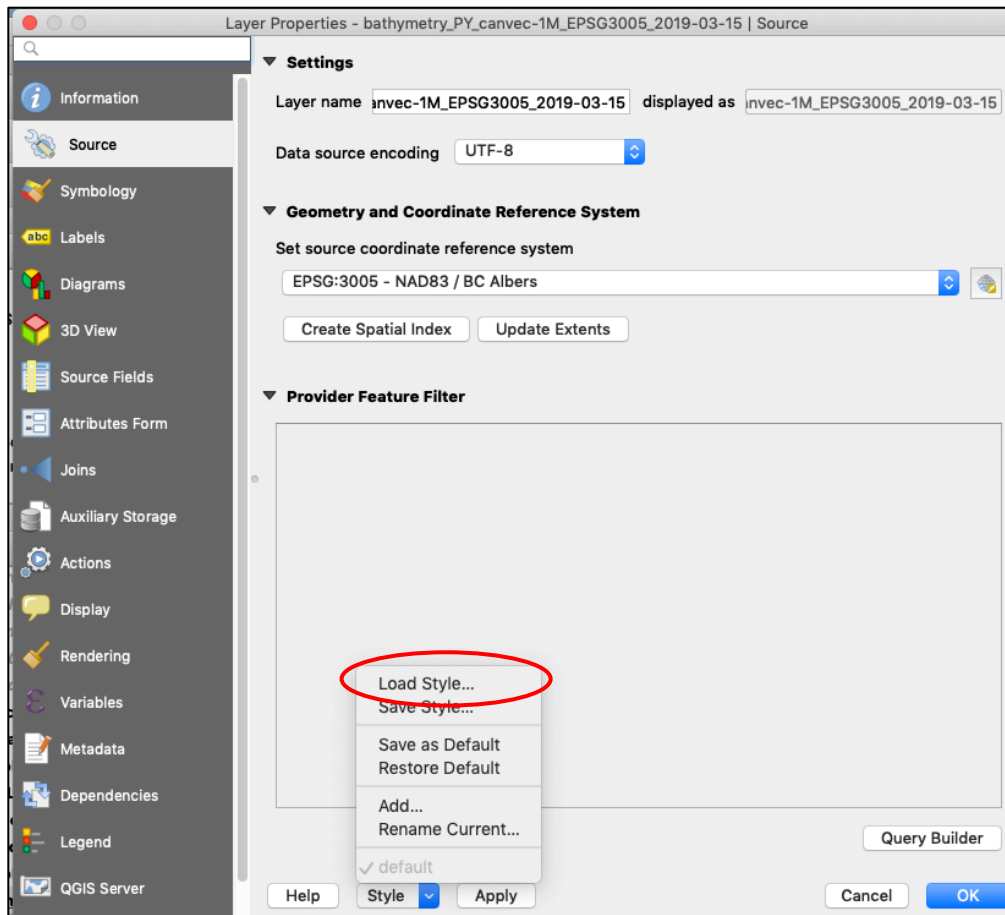 Layer Properties - bathymetry_PY_canvec-1M_EPSG3005_2019-03-15 | Source
Information
Source
Symbology
abc Labels
Diagrams
3D View
Source Fields
Attributes Form
Joins
Auxiliary Storage
Actions
Display
Rendering
Variables
Metadata
Dependencies
Legend
QGIS Server
Settings
Layer name anvec-1M_EPSG3005_2019-03-15 displayed as anvec-1M_EPSG3005_2019-03-15
Data source encoding UTF-8
Geometry and Coordinate Reference System
Set source coordinate reference system
EPSG:3005 - NAD83 / BC Albers
Create Spatial Index Update Extents
Provider Feature Filter
Load Style...
Save Style...
Save as Default
Restore Default
Add...
Rename Current...
default
Query Builder
Help Style Apply Cancel OK